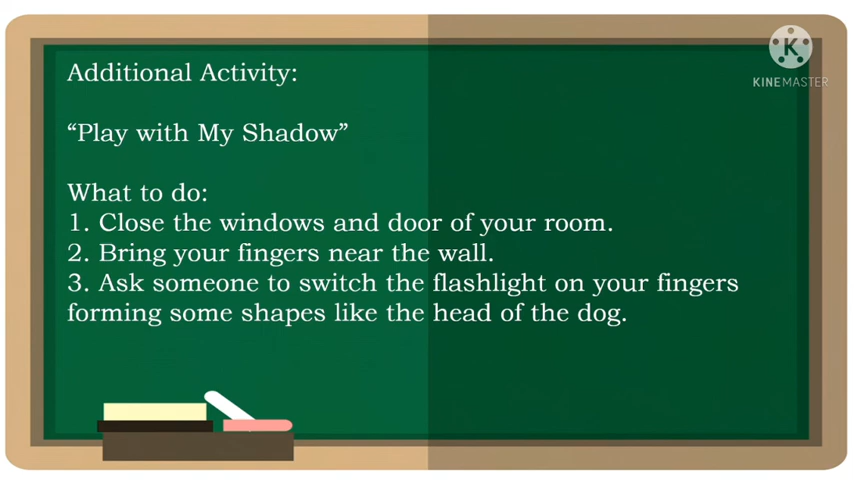 Additional Activity:
“Play with My Shadow”
What to do:
1. Close the windows and door of your room.
2. Bring your fingers near the wall.
3. Ask someone to switch the flashlight on your fingers
forming some shapes like the head of the dog.
K
KINEMASTER